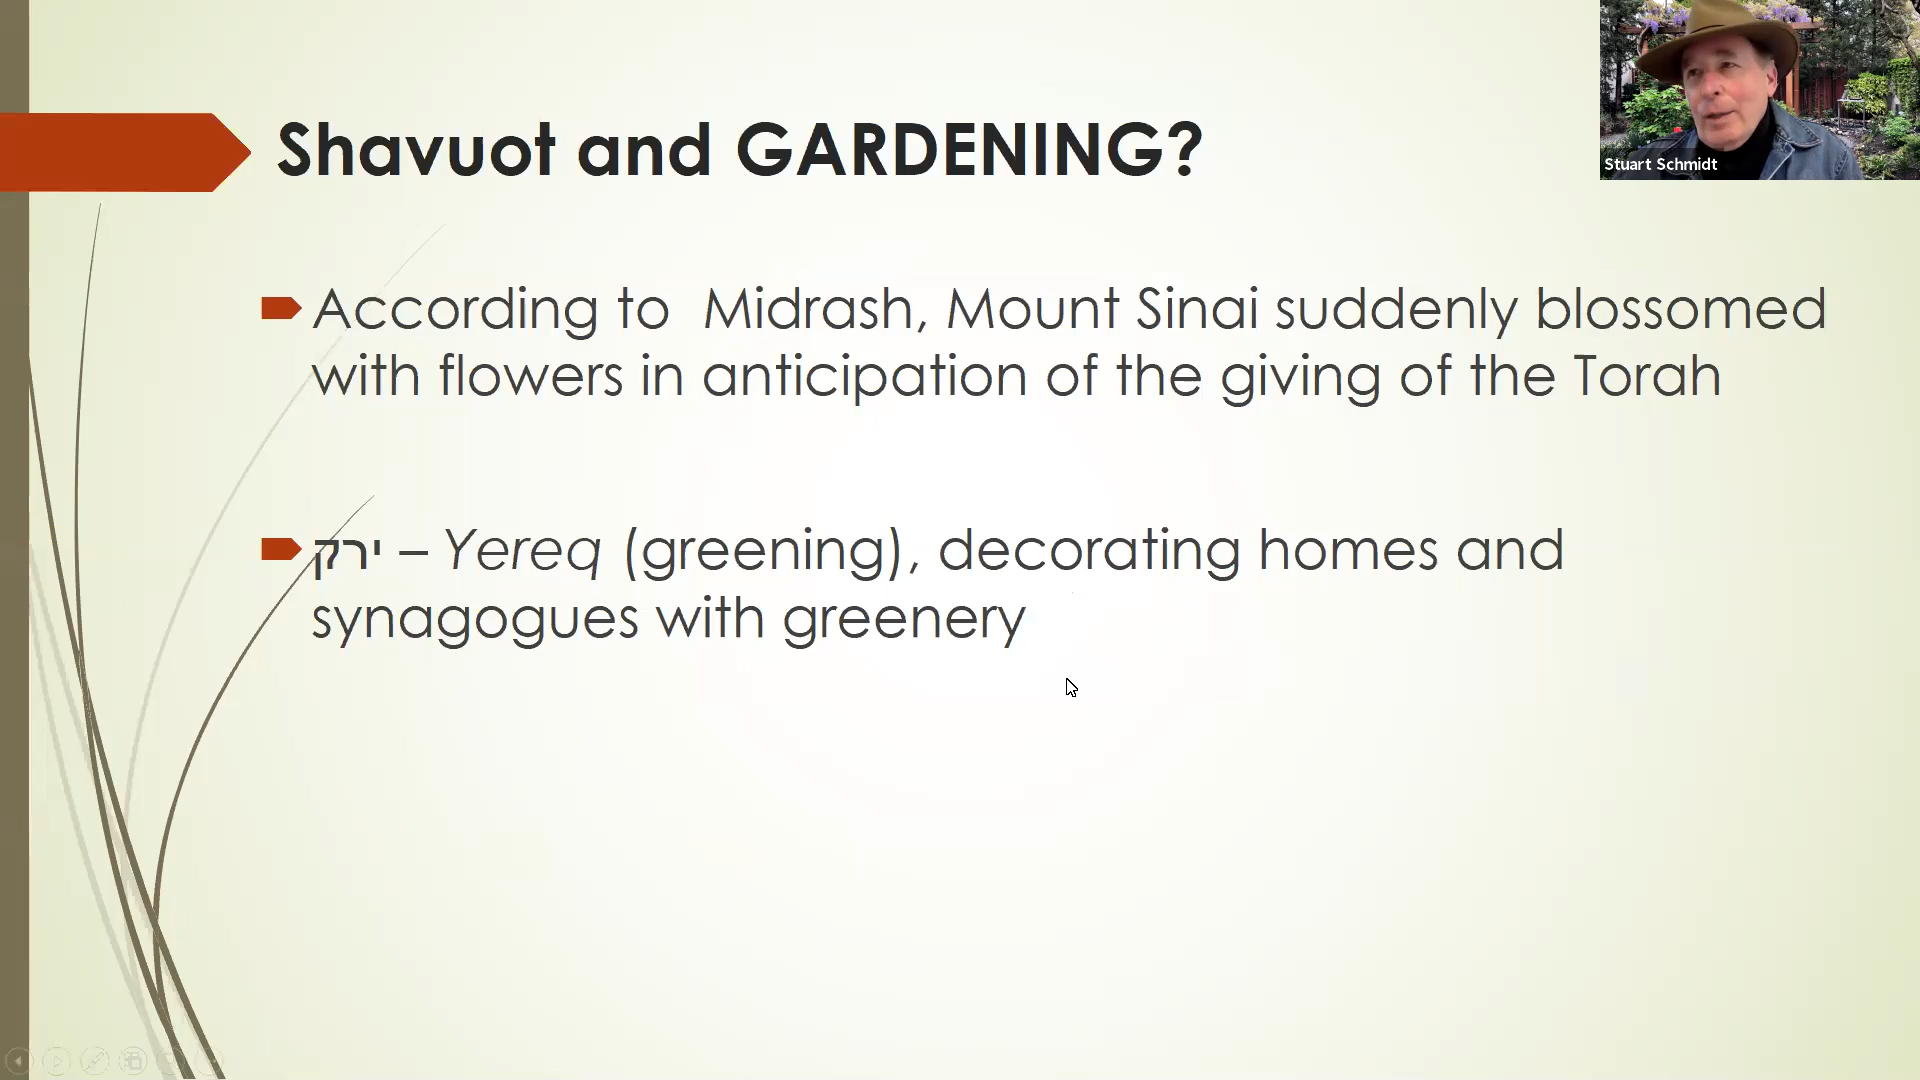 Shavuot and GARDENING?
Stuart Schmidt
According to  Midrash, Mount Sinai suddenly blossomed
with flowers in anticipation of the giving of the Torah
ירק – Yereq (greening), decorating homes and
synagogues with greenery